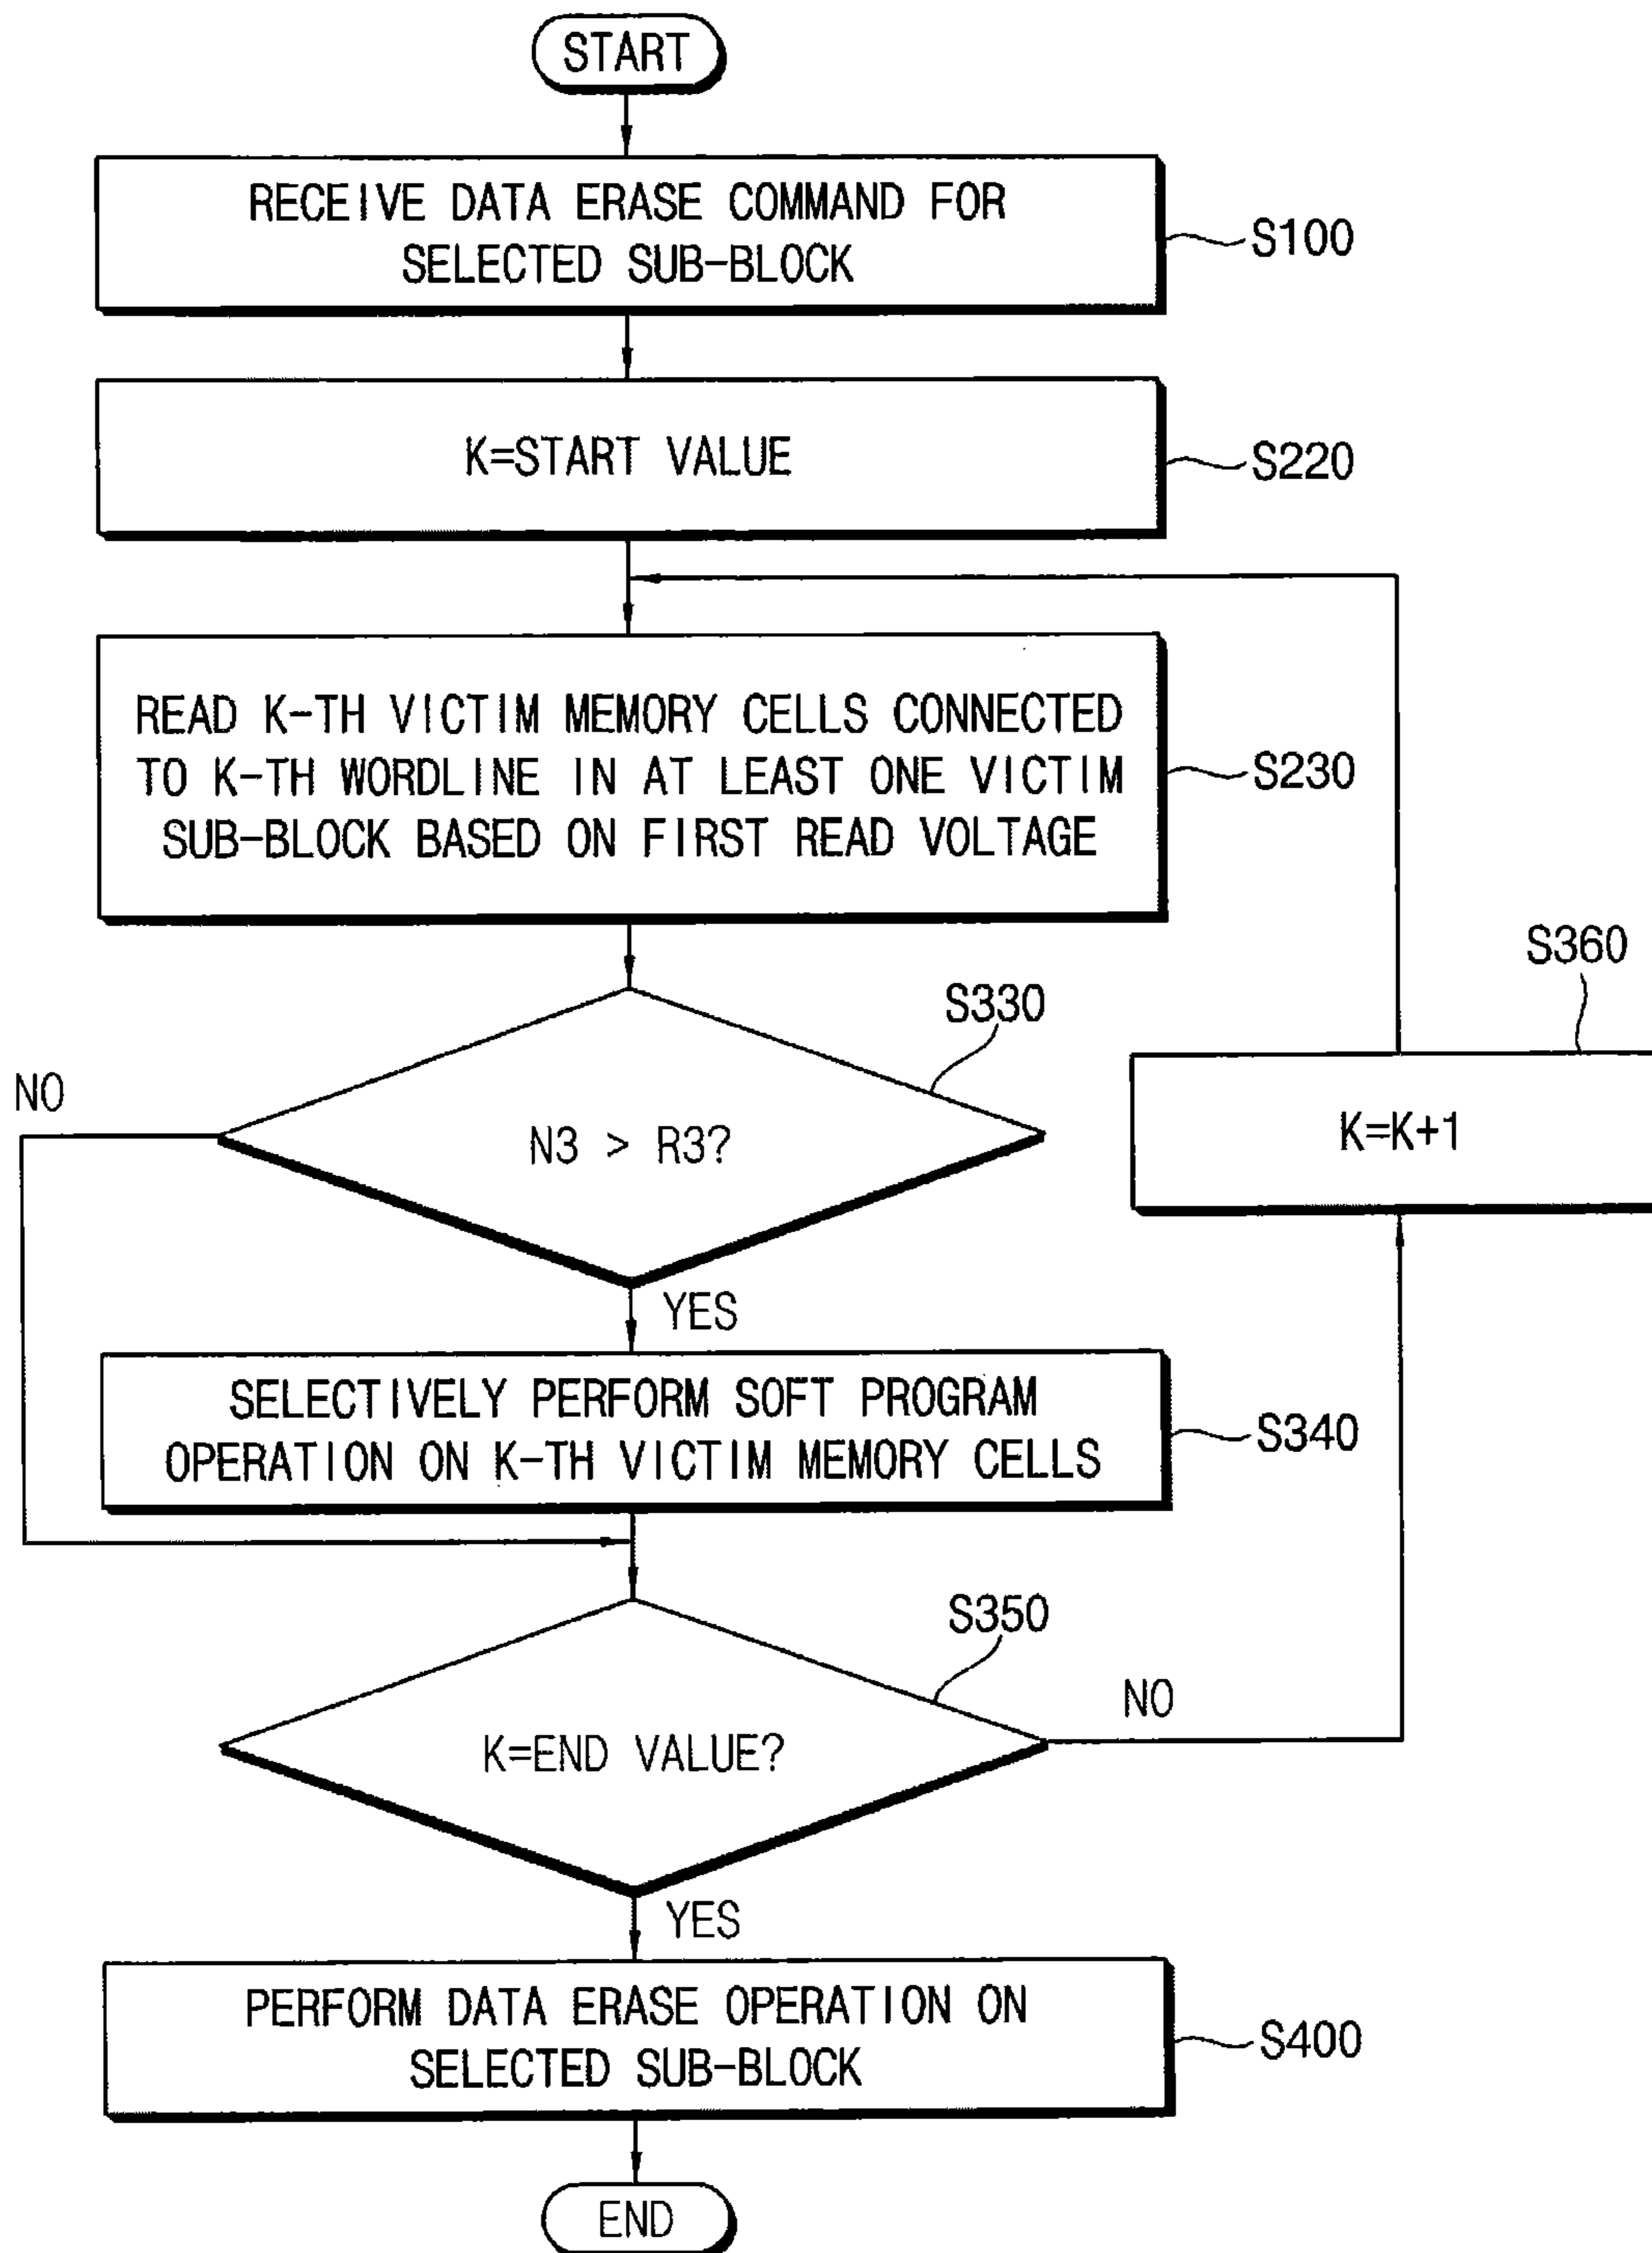 START
RECEIVE DATA ERASE COMMAND FOR
SELECTED SUB-BLOCK
S100
K=START VALUE
S220
READ K-TH VICTIM MEMORY CELLS CONNECTED
TO K-TH WORDLINE IN AT LEAST ONE VICTIM
SUB-BLOCK BASED ON FIRST READ VOLTAGE
S230
S330
NO
N3 > R3?
YES
S360
K=K+1
SELECTIVELY PERFORM SOFT PROGRAM
OPERATION ON K-TH VICTIM MEMORY CELLS
S340
S350
K=END VALUE?
NO
YES
PERFORM DATA ERASE OPERATION ON
SELECTED SUB-BLOCK
S400
END